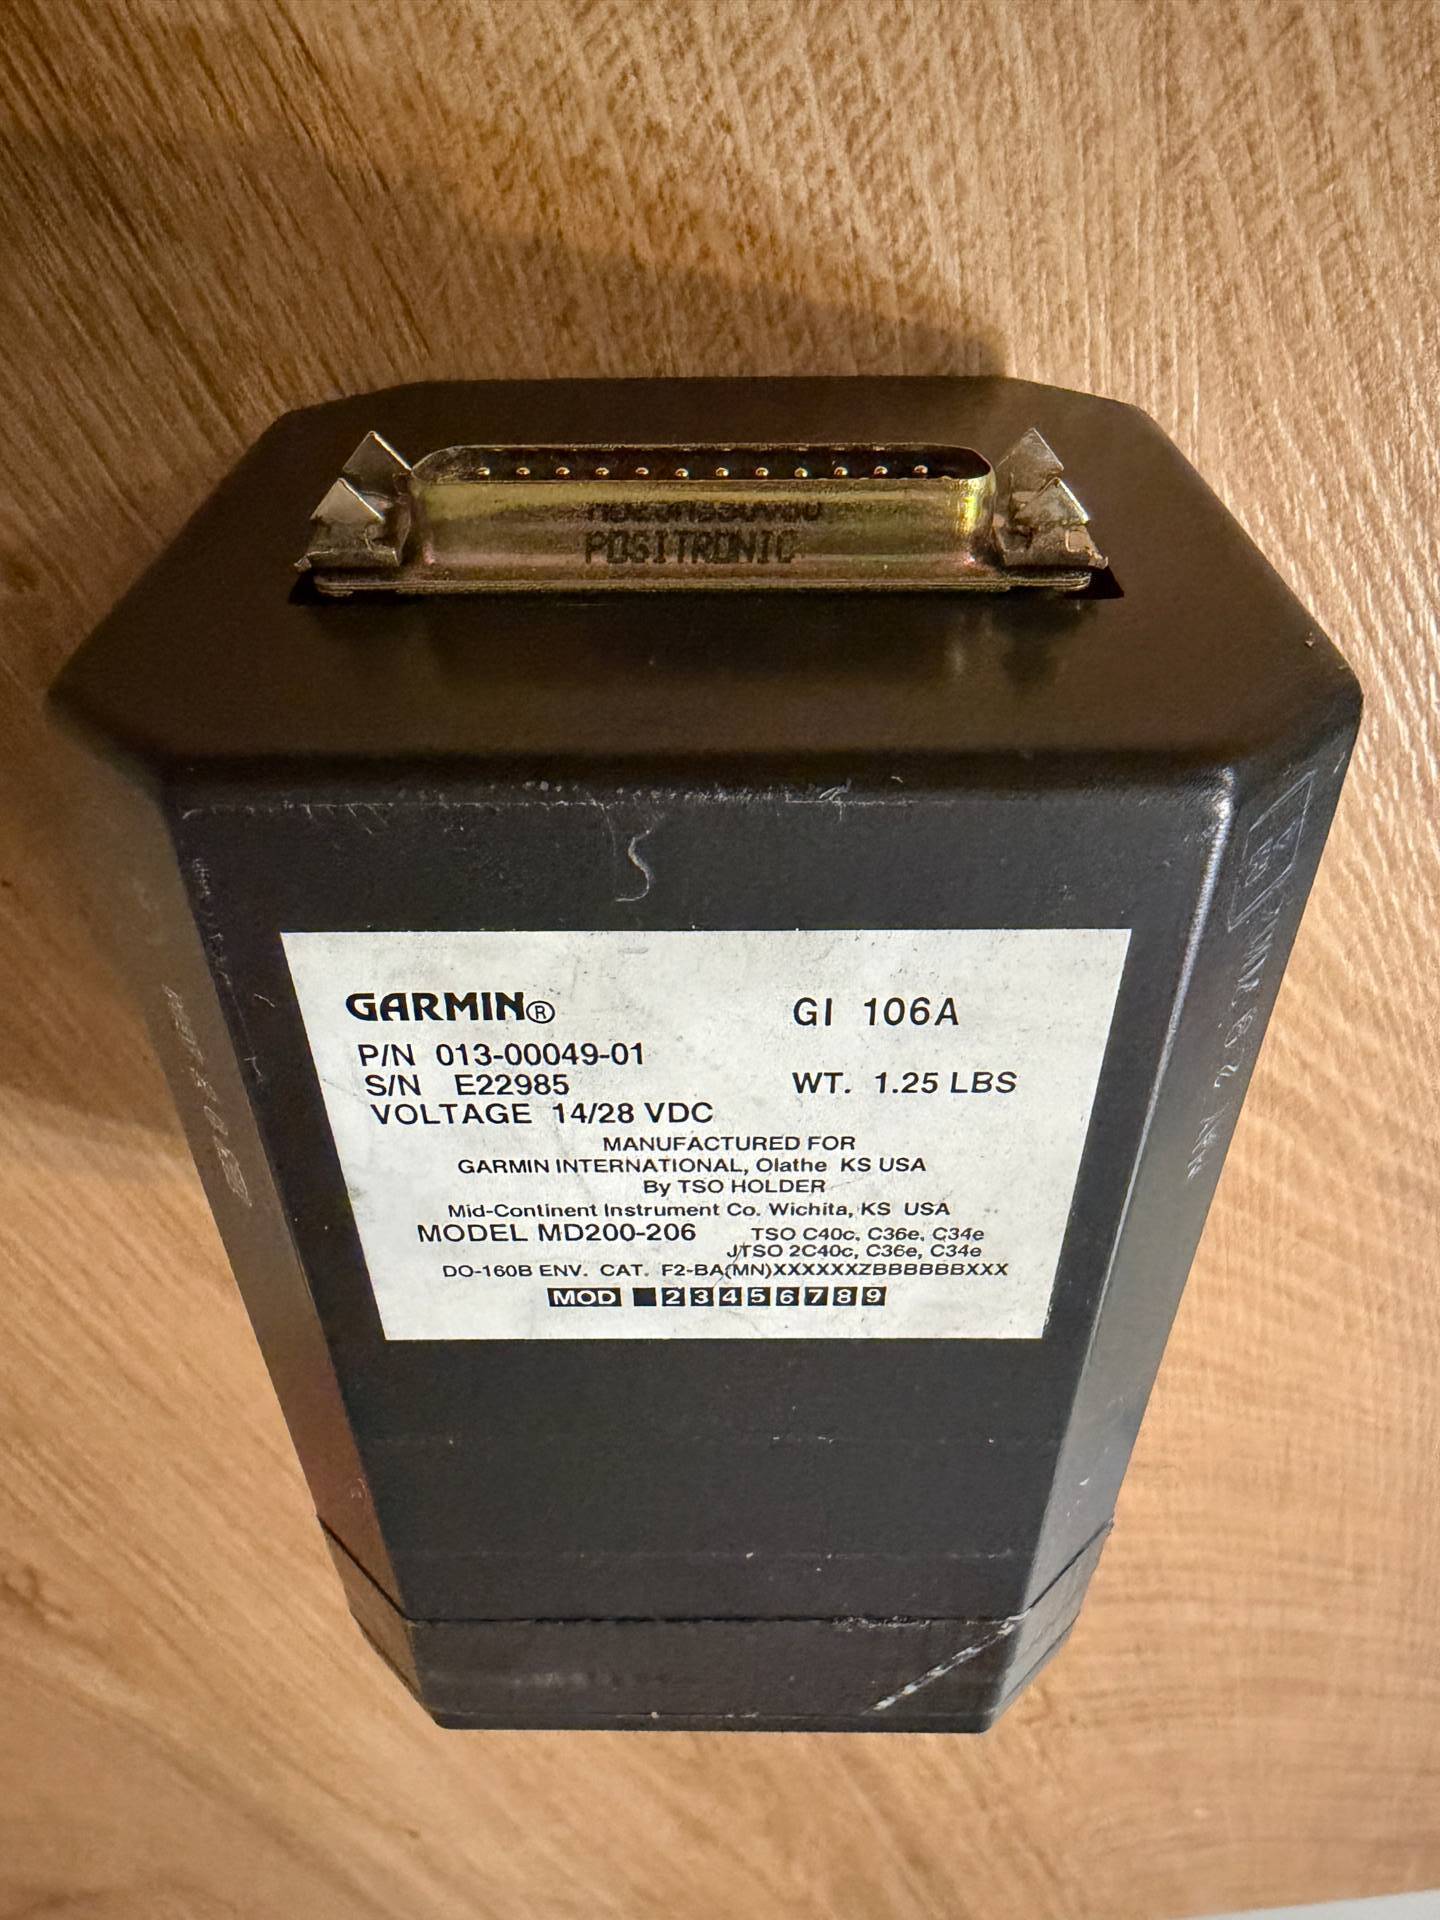 POSITRONIC
GARMIN® GI 106A
P/N 013-00049-01
S/N E22985 WT. 1.25 LBS
VOLTAGE 14/28 VDC
MANUFACTURED FOR
GARMIN INTERNATIONAL, Olathe KS USA
By TSO HOLDER
Mid-Continent Instrument Co. Wichita, KS USA
MODEL MD200-206 TSO C40c, C36e, C34e
JTSO 2C40c, C36e, C34e
DO-160B ENV. CAT. F2-BA(MN)XXXXXXZBBBBBBXXX
MOD 2 3 4 5 6 7 8 9